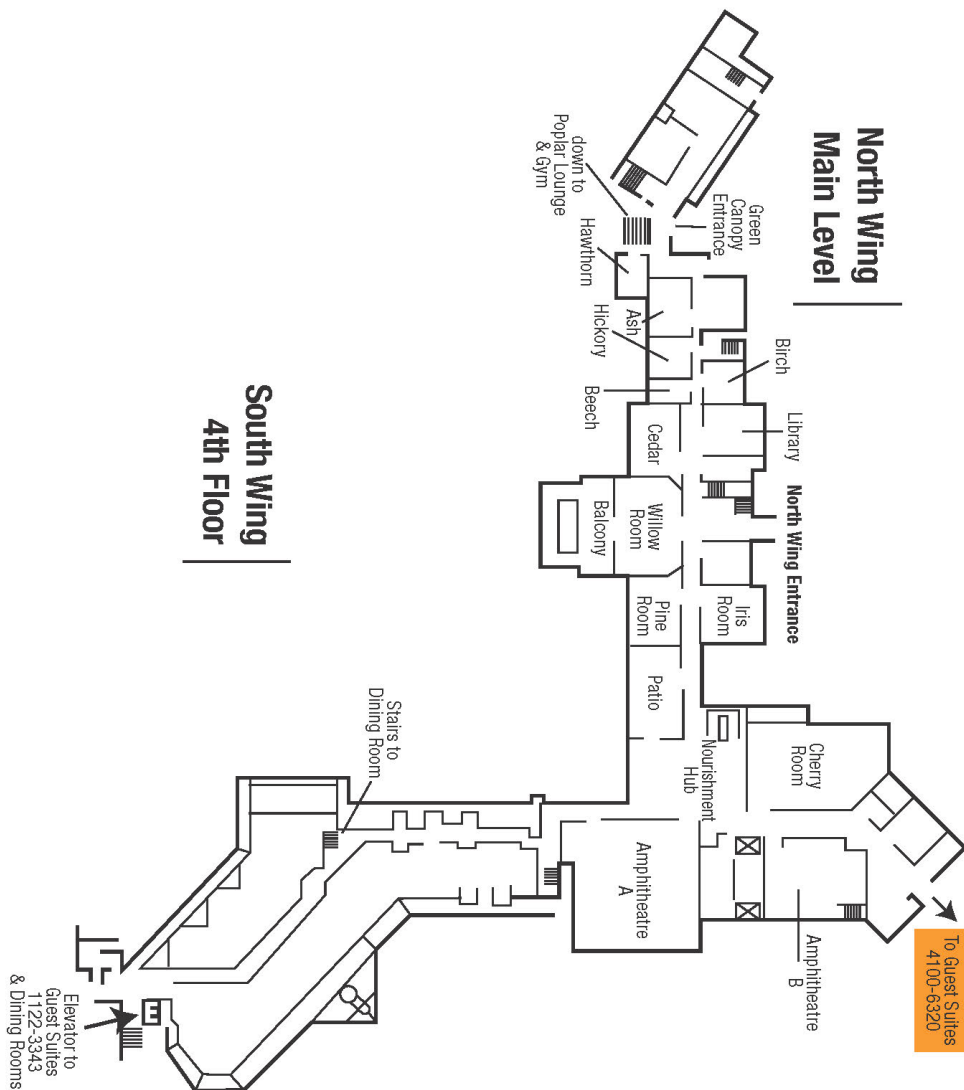 North Wing
Main Level
Green
Canopy
Entrance
down to
Poplar Lounge
& Gym
Hawthorn
Ash
Hickory
Beech
Birch
Library
Cedar
North Wing Entrance
Willow
Room
Balcony
Iris
Room
Pine
Room
Patio
Nourishment
Hub
Cherry
Room
Amphitheatre
A
Amphitheatre
B
To Guest Suites
4100-6320
South Wing
4th Floor
Stairs to
Dining Room
E
Elevator to
Guest Suites
1122-3343
& Dining Rooms